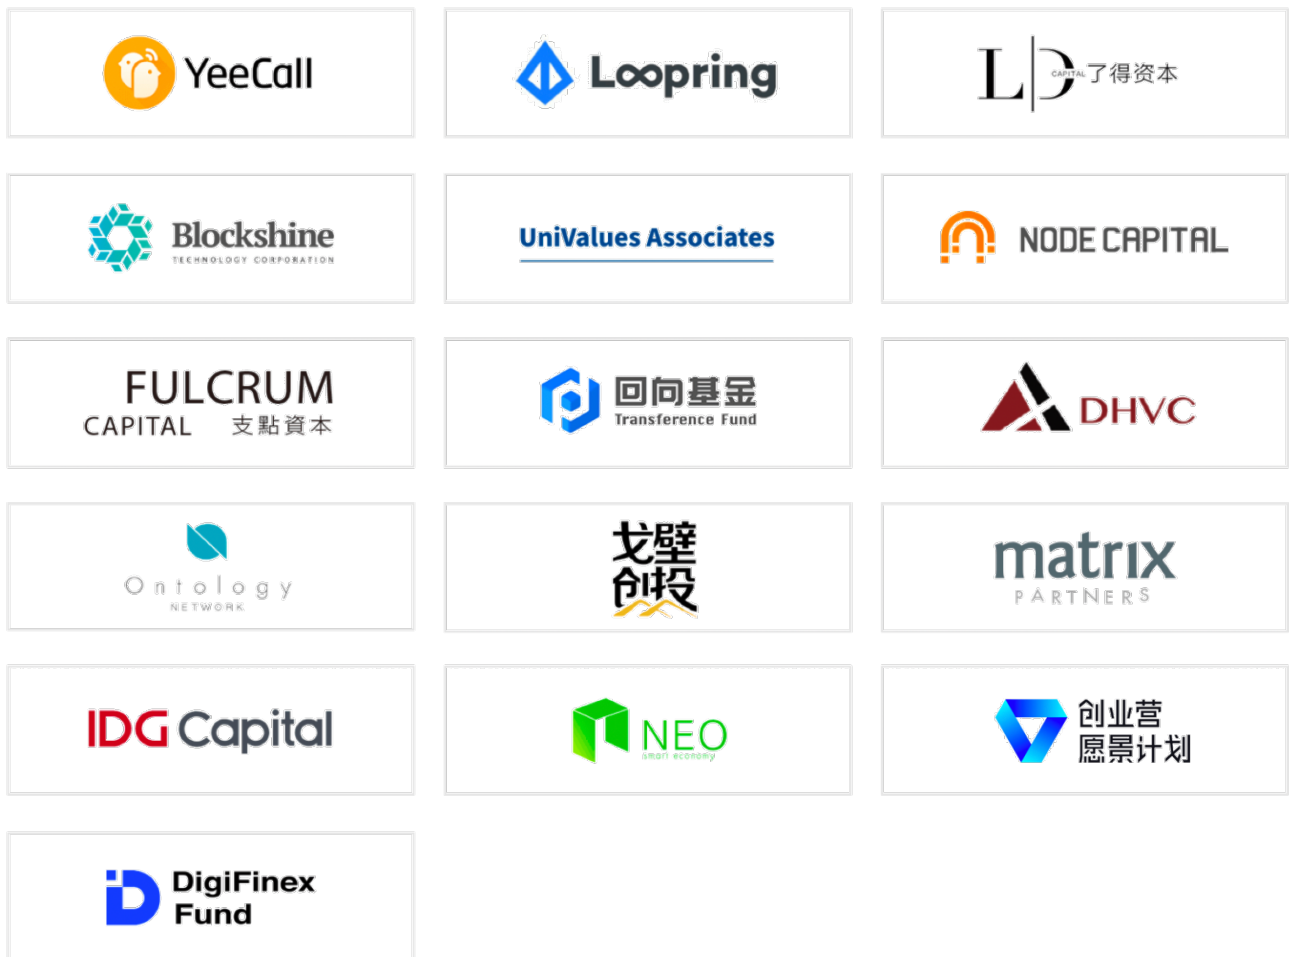 YeeCall
Loopring
LD CAPITAL 了得资本
Blockshine
TECHNOLOGY CORPORATION
UniValues Associates
NODE CAPITAL
FULCRUM
CAPITAL 支點資本
回向基金
Transference Fund
DHVC
Ontology
NETWORK
戈壁
创投
matrix
PARTNERS
IDG Capital
NEO
smart economy
创业营
愿景计划
DigiFinex
Fund